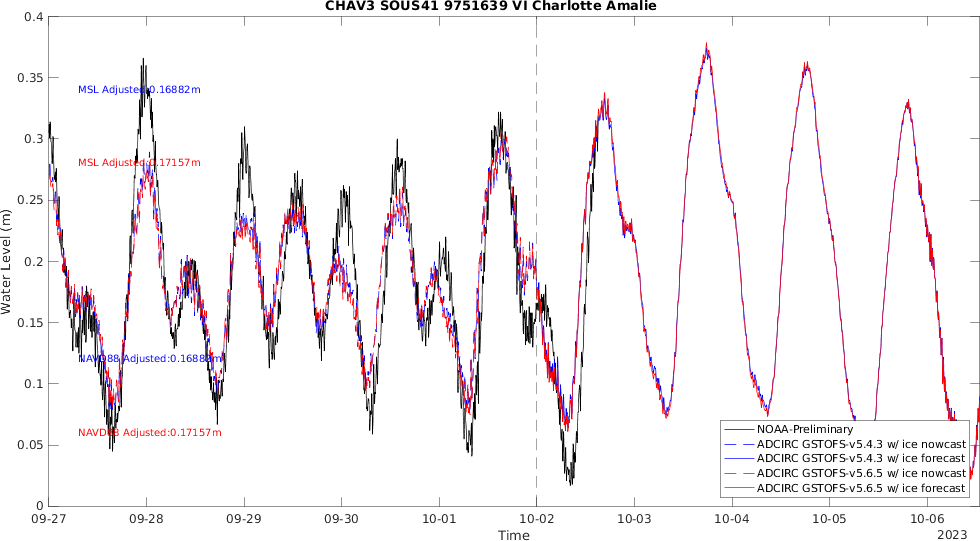 CHAV3 SOUS41 9751639 VI Charlotte Amalie
0.4
0.35
0.3
0.25
0.2
0.15
0.1
0.05
0
Water Level (m)
MSL Adjusted:0.16882m
MSL Adjusted:0.17157m
NAVD88 Adjusted:0.16882m
NAVD88 Adjusted:0.17157m
NOAA-Preliminary
ADCIRC GSTOFS-v5.4.3 w/ ice nowcast
ADCIRC GSTOFS-v5.4.3 w/ ice forecast
ADCIRC GSTOFS-v5.6.5 w/ ice nowcast
ADCIRC GSTOFS-v5.6.5 w/ ice forecast
09-27 09-28 09-29 09-30 10-01 10-02 10-03 10-04 10-05 10-06
Time
2023